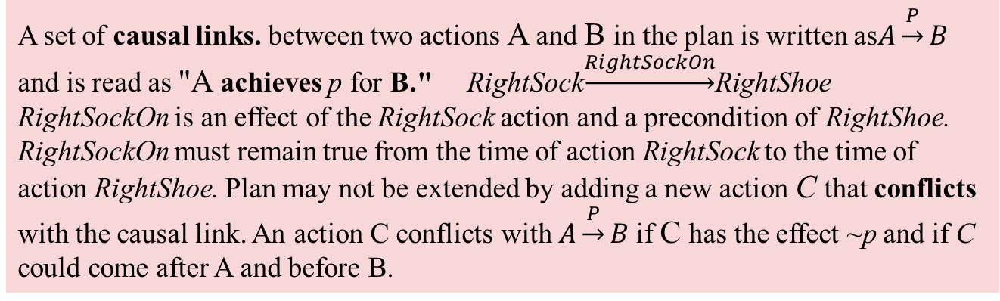 A set of causal links. between two actions A and B in the plan is written asA \xrightarrow{P} B
and is read as "A achieves p for B." RightSock \xrightarrow{RightSockOn} RightShoe
RightSockOn is an effect of the RightSock action and a precondition of RightShoe.
RightSockOn must remain true from the time of action RightSock to the time of
action RightShoe. Plan may not be extended by adding a new action C that conflicts
with the causal link. An action C conflicts with A \xrightarrow{P} B if C has the effect ~p and if C
could come after A and before B.